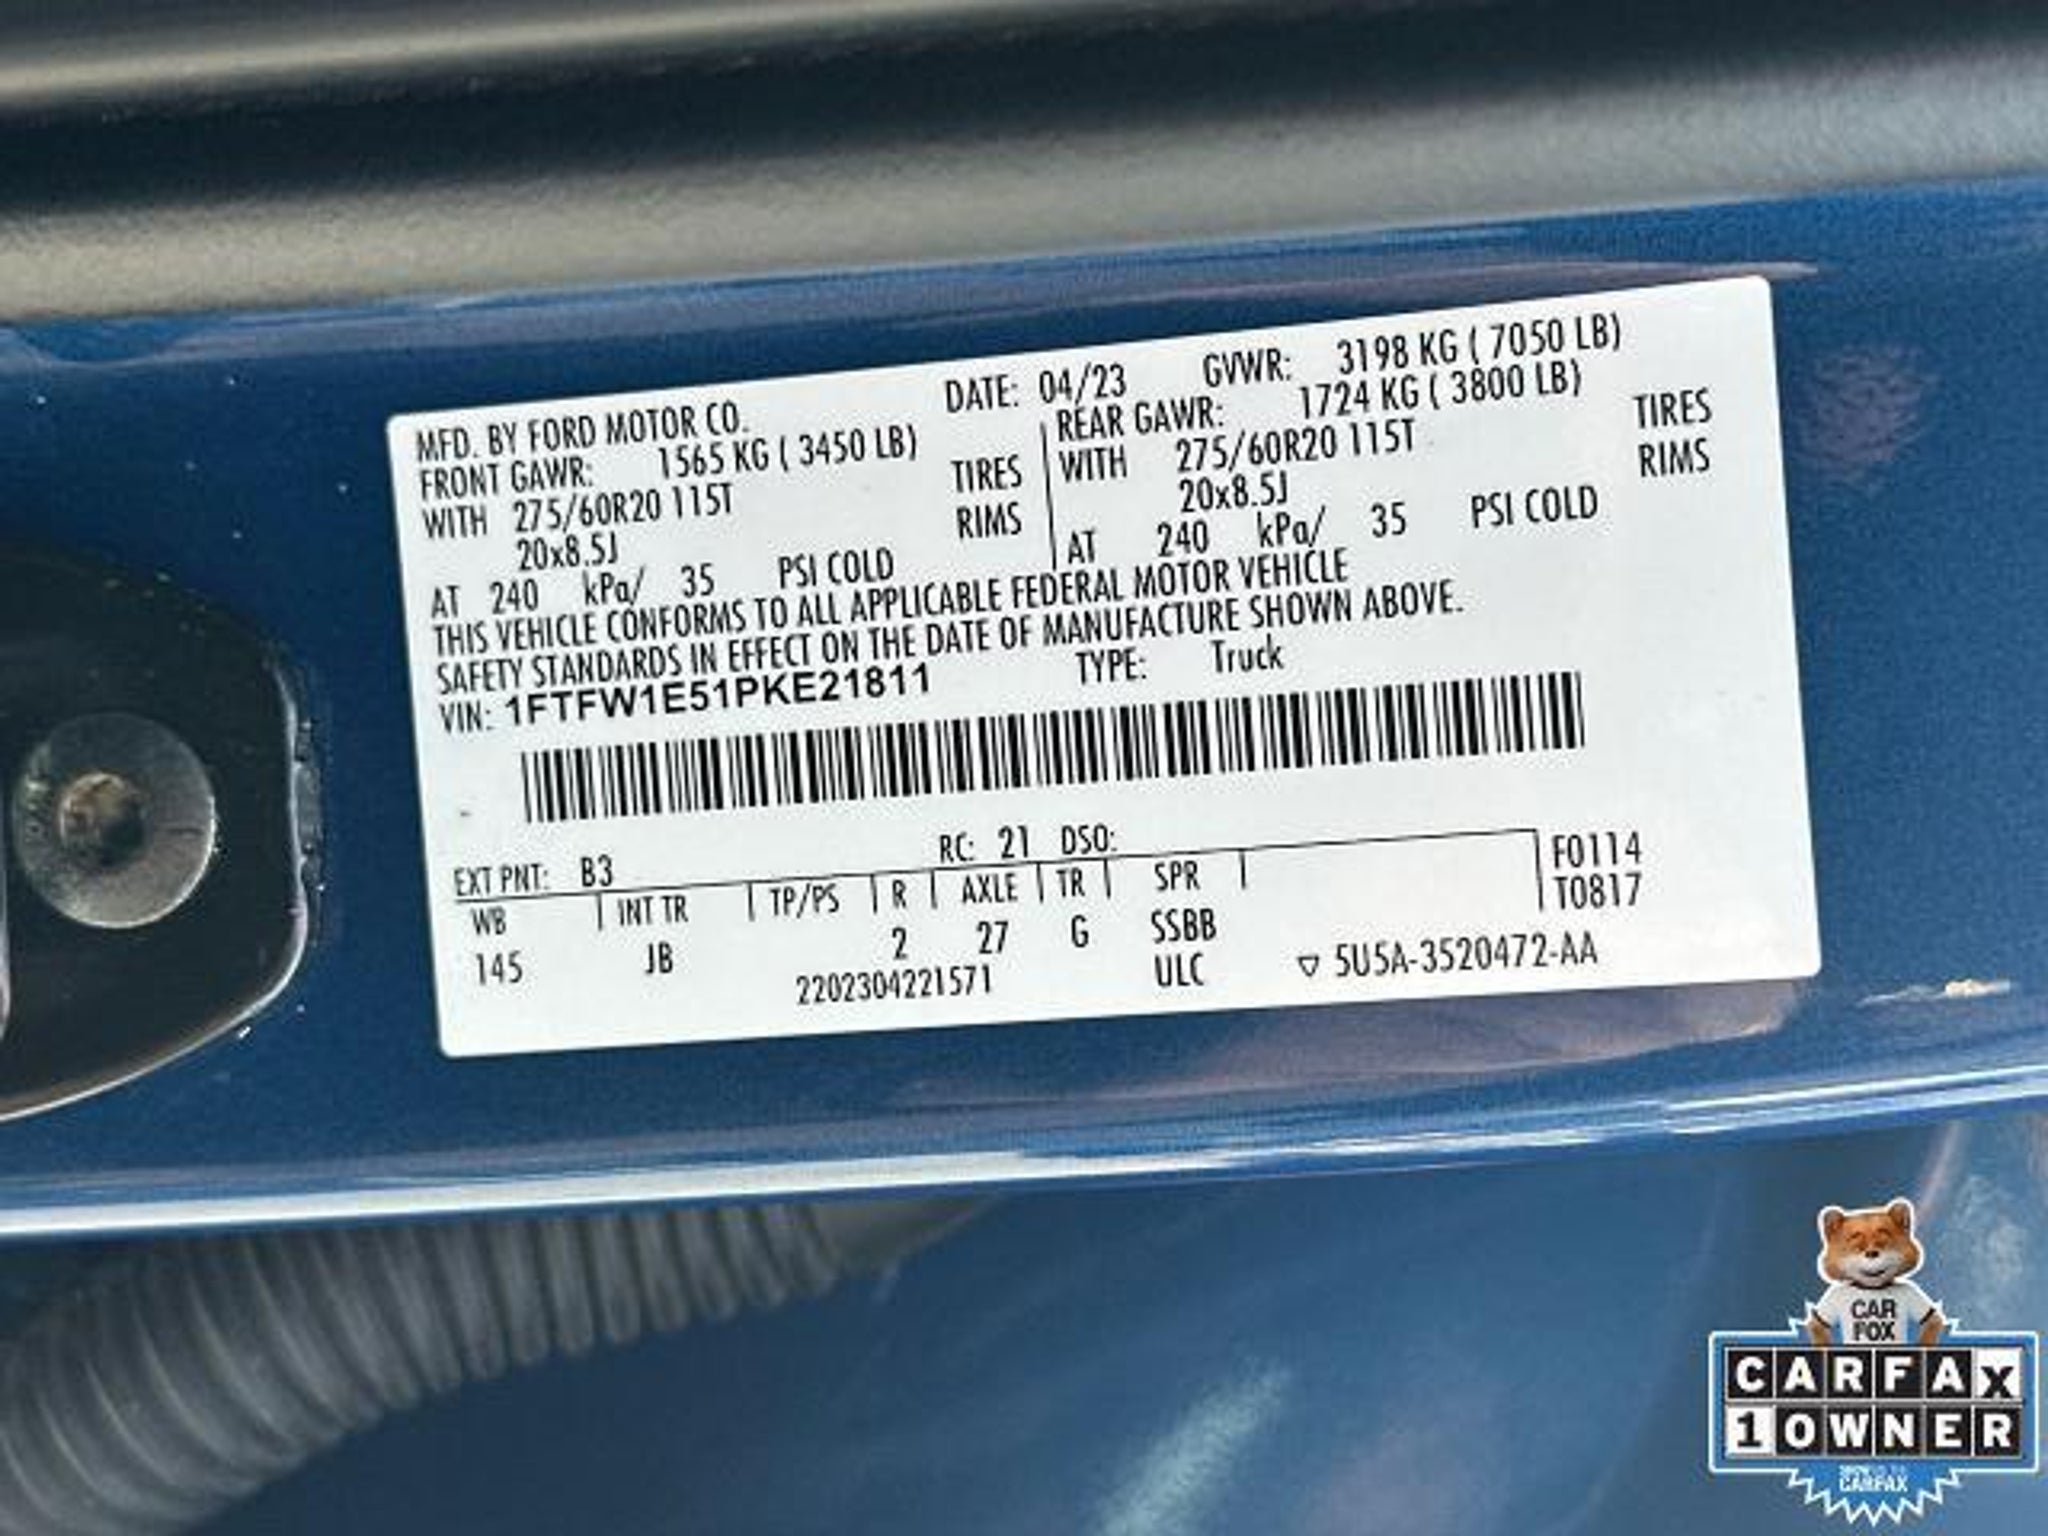 MFD. BY FORD MOTOR CO. DATE: 04/23 GVWR: 3198 KG ( 7050 LB)
FRONT GAWR: 1565 KG ( 3450 LB) REAR GAWR: 1724 KG ( 3800 LB)
WITH 275/60R20 115T TIRES WITH 275/60R20 115T TIRES
20x8.5J RIMS 20x8.5J RIMS
AT 240 kPa/ 35 PSI COLD AT 240 kPa/ 35 PSI COLD
THIS VEHICLE CONFORMS TO ALL APPLICABLE FEDERAL MOTOR VEHICLE
SAFETY STANDARDS IN EFFECT ON THE DATE OF MANUFACTURE SHOWN ABOVE.
VIN: 1FTFW1E51PKE21811 TYPE: Truck
EXT PNT: B3 RC: 21 DSO: F0114
WB INT TR TP/PS R AXLE TR SPR T0817
145 JB 2 27 G SSBB
2202304221571 ULC 5U5A-3520472-AA
CAR
FOX
CARFAX
1 OWNER
CARFAX